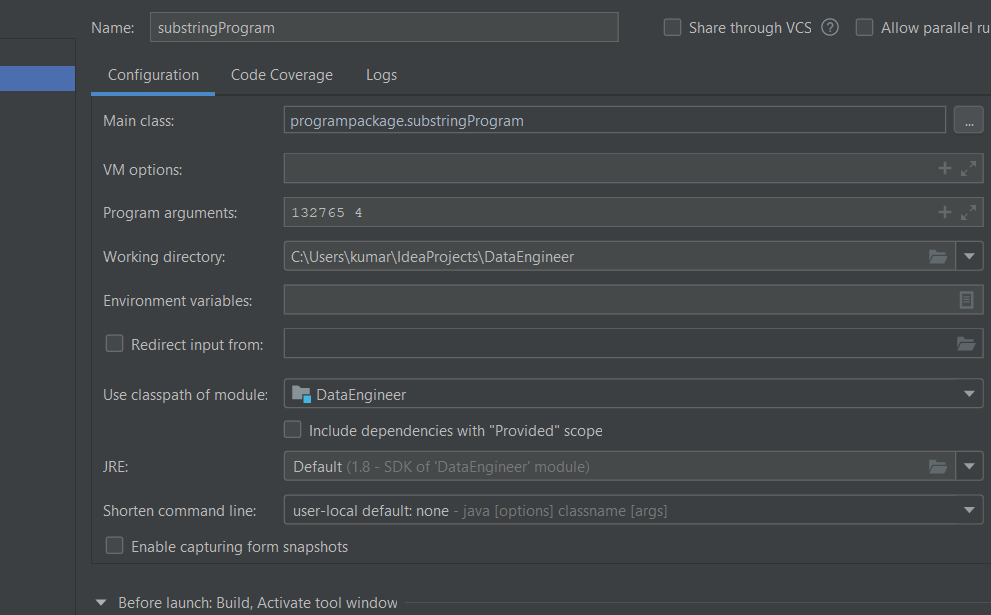 Name: substringProgram Share through VCS ? Allow parallel ru
Configuration Code Coverage Logs
Main class: programpackage.substringProgram ...
VM options:
Program arguments: 132765 4
Working directory: C:\Users\kumar\IdeaProjects\DataEngineer
Environment variables:
Redirect input from:
Use classpath of module: DataEngineer
Include dependencies with "Provided" scope
JRE: Default (1.8 - SDK of 'DataEngineer' module)
Shorten command line: user-local default: none - java [options] classname [args]
Enable capturing form snapshots
Before launch: Build, Activate tool window